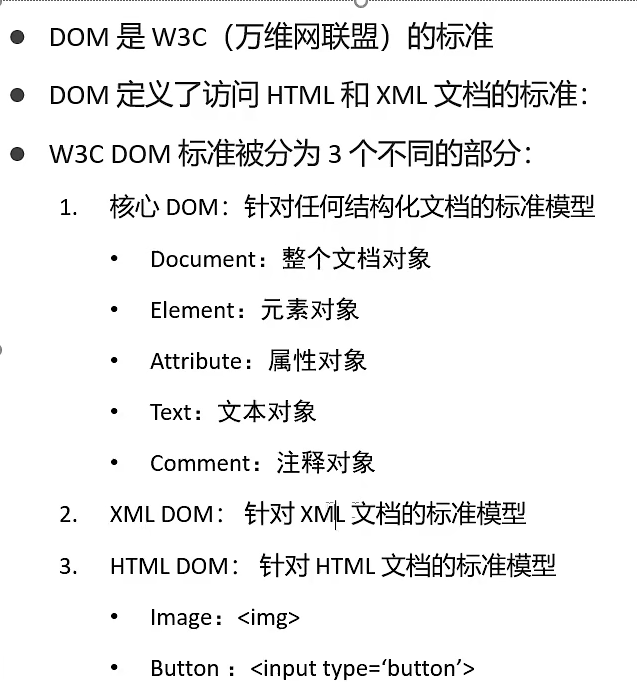 ● DOM 是 W3C（万维网联盟）的标准
● DOM 定义了访问 HTML 和 XML 文档的标准：
● W3C DOM 标准被分为 3 个不同的部分：
1. 核心 DOM：针对任何结构化文档的标准模型
• Document：整个文档对象
• Element：元素对象
• Attribute：属性对象
• Text：文本对象
• Comment：注释对象
2. XML DOM： 针对 XML 文档的标准模型
3. HTML DOM： 针对 HTML 文档的标准模型
• Image：<img>
• Button ：<input type=‘button’>